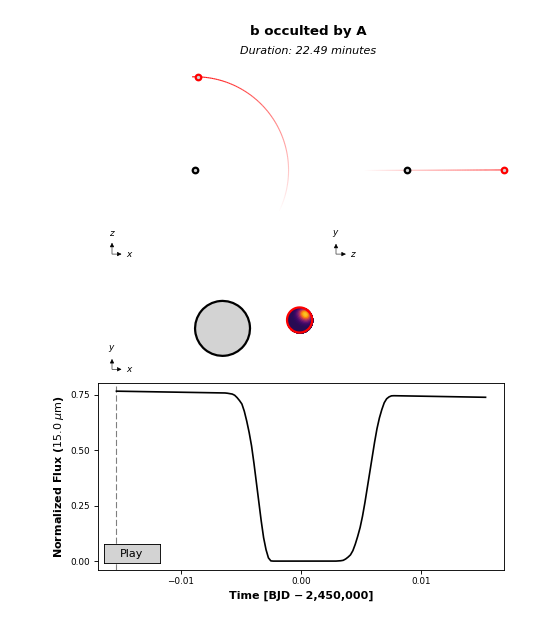 b occulted by A
Duration: 22.49 minutes
z
x
y
z
y
x
Normalized Flux (15.0 μm)
0.75
0.50
0.25
0.00
Play
−0.01
0.00
0.01
Time [BJD − 2,450,000]